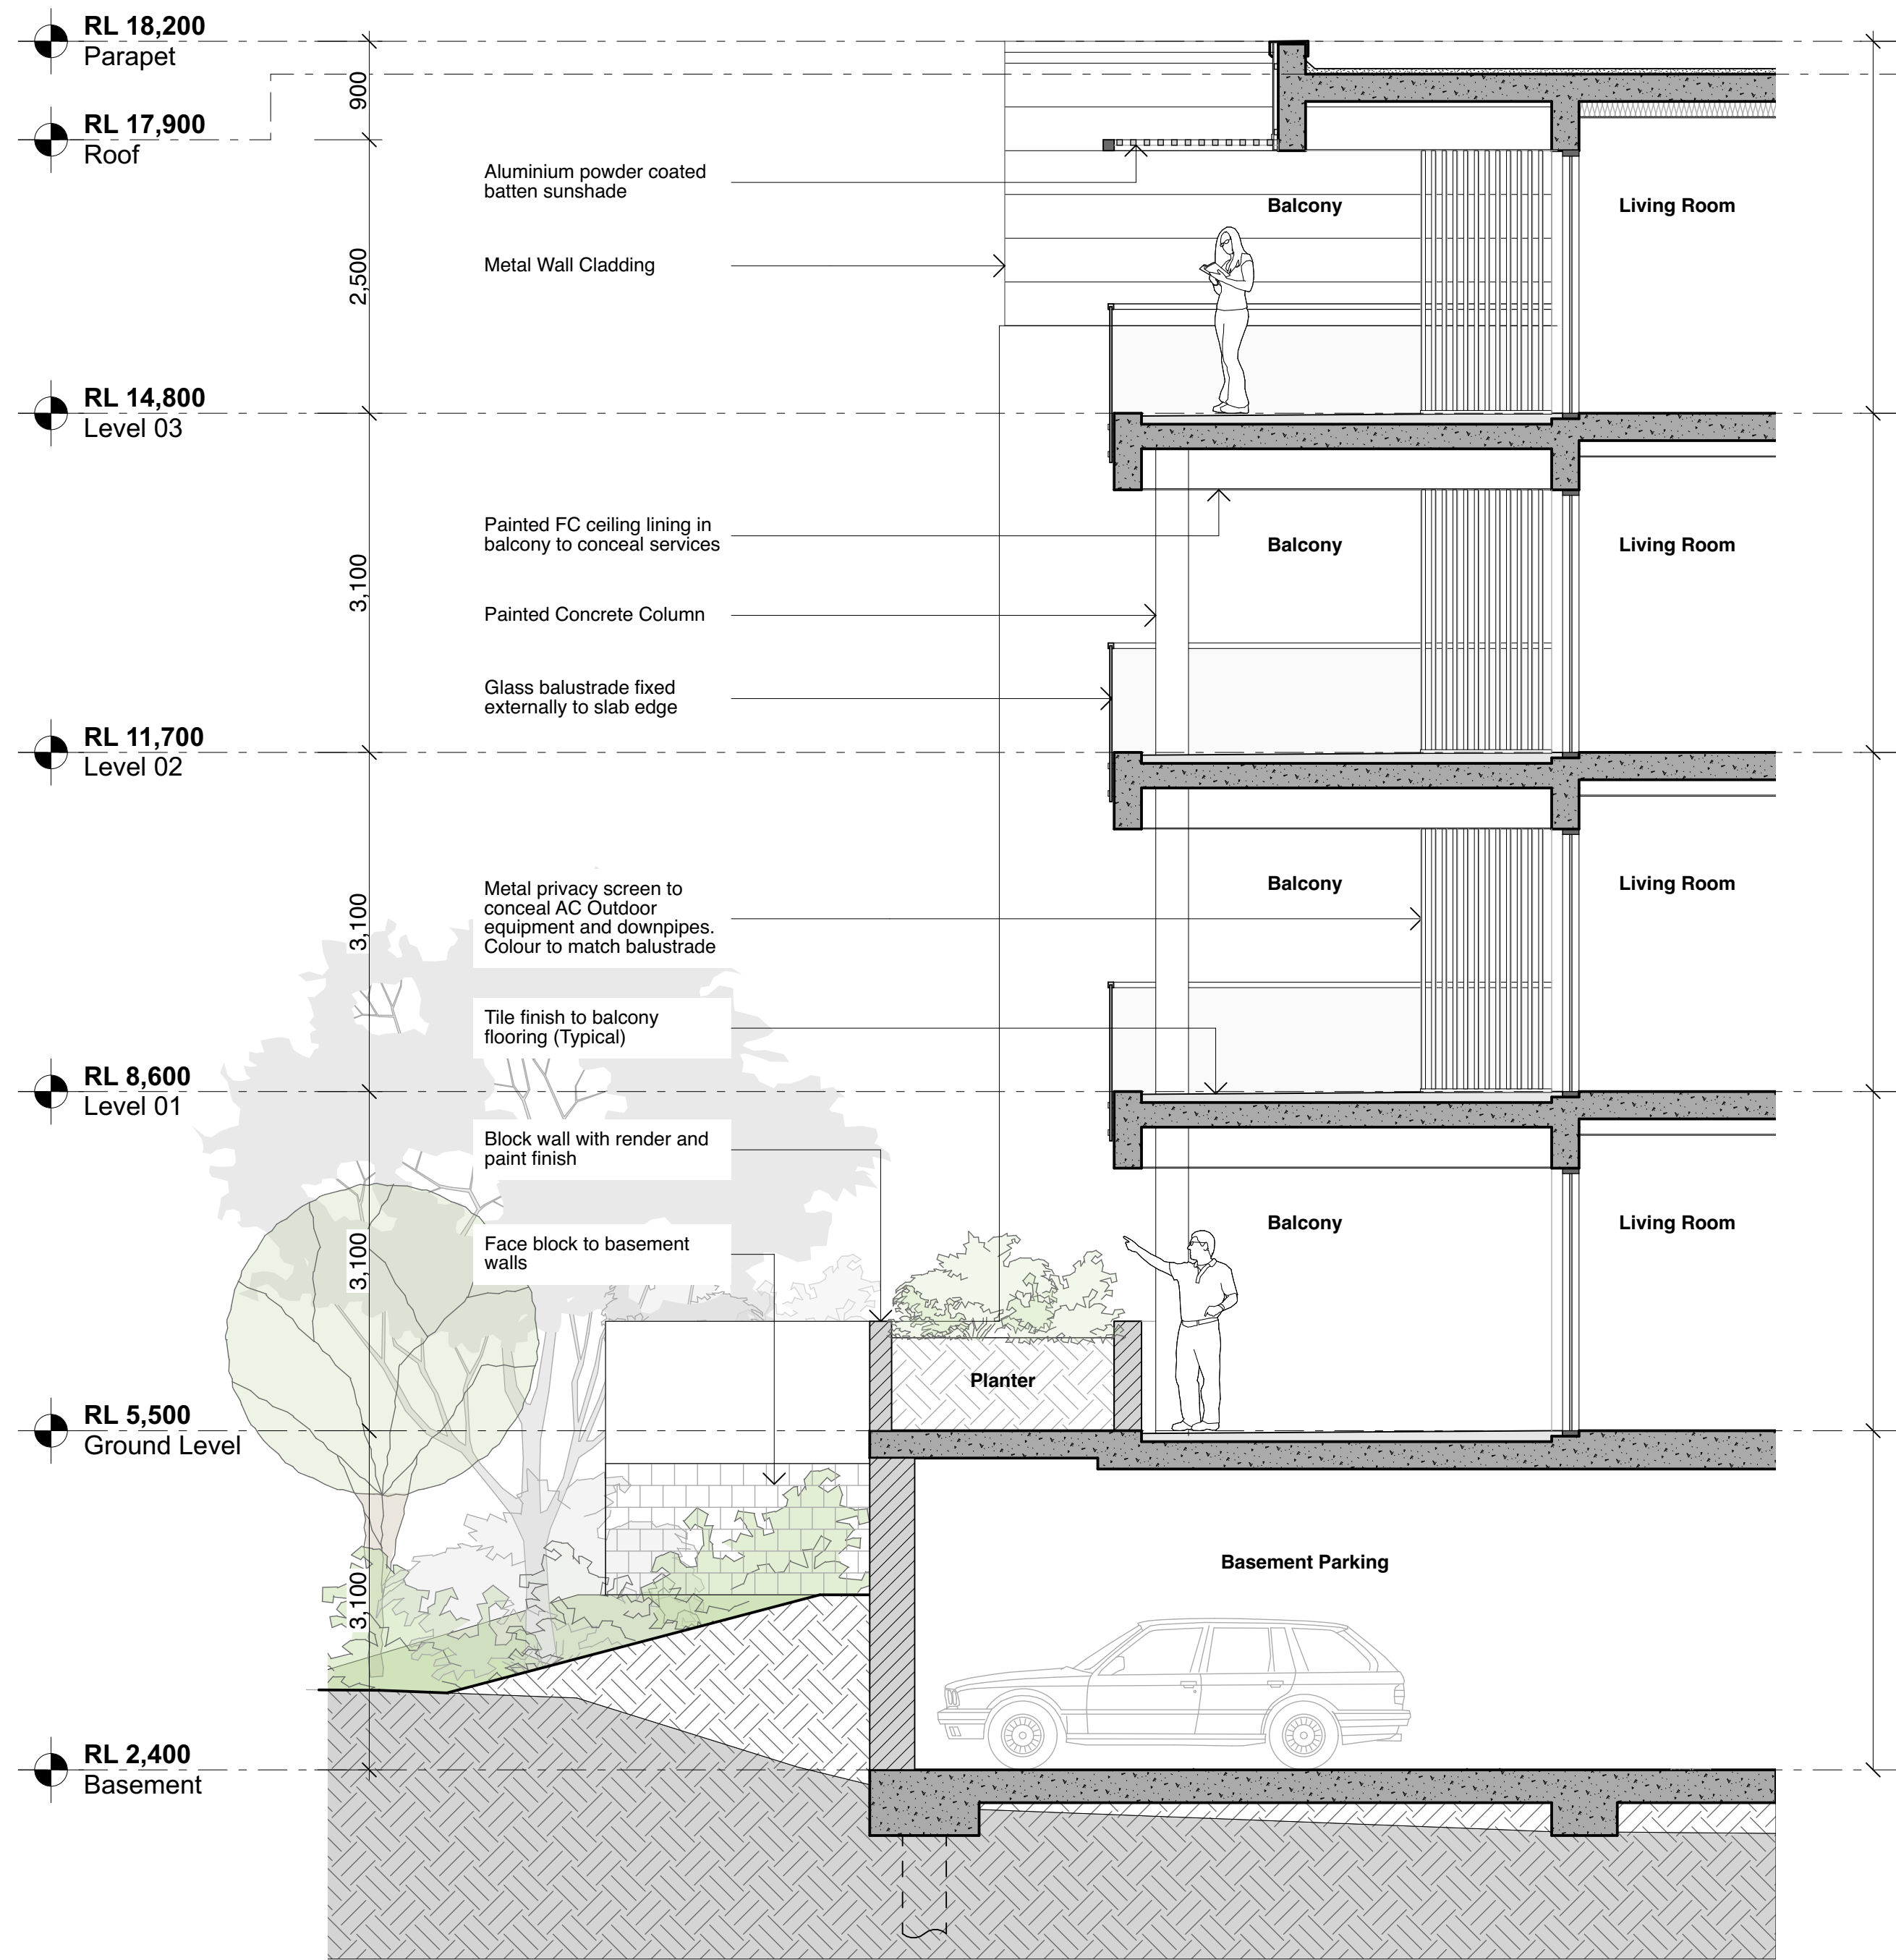 RL 18,200
Parapet
900
RL 17,900
Roof
Aluminium powder coated
batten sunshade
Balcony
Living Room
Metal Wall Cladding
2,500
RL 14,800
Level 03
Painted FC ceiling lining in
balcony to conceal services
Balcony
Living Room
3,100
Painted Concrete Column
Glass balustrade fixed
externally to slab edge
RL 11,700
Level 02
Metal privacy screen to
conceal AC Outdoor
equipment and downpipes.
Colour to match balustrade
Balcony
Living Room
3,100
Tile finish to balcony
flooring (Typical)
RL 8,600
Level 01
Block wall with render and
paint finish
Balcony
Living Room
Face block to basement
walls
3,100
Planter
RL 5,500
Ground Level
Basement Parking
3,100
RL 2,400
Basement